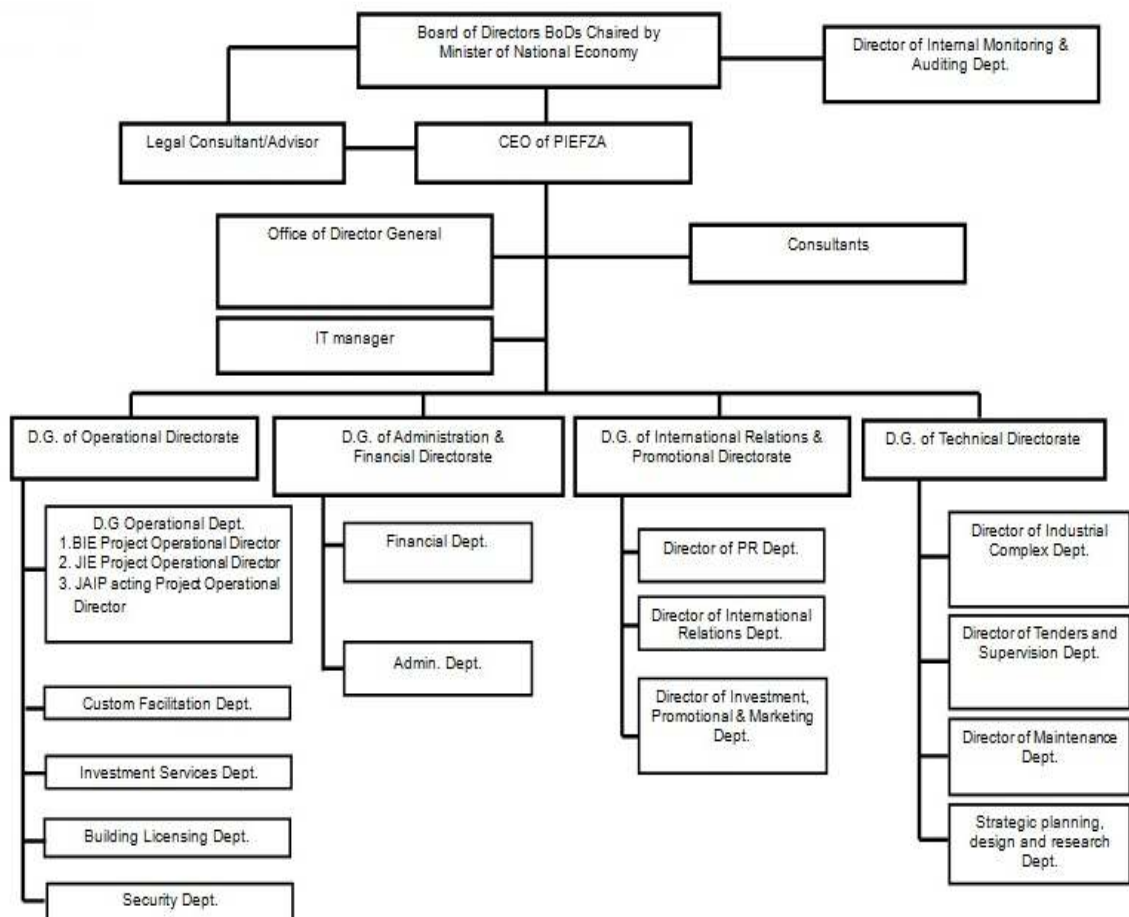 Board of Directors BoDs Chaired by
Minister of National Economy
Director of Internal Monitoring &
Auditing Dept.
Legal Consultant/Advisor
CEO of PIEFZA
Office of Director General
Consultants
IT manager
D.G. of Operational Directorate
D.G. of Administration &
Financial Directorate
D.G. of International Relations &
Promotional Directorate
D.G. of Technical Directorate
D.G Operational Dept.
1.BIE Project Operational Director
2. JIE Project Operational Director
3. JAIP acting Project Operational
Director
Custom Facilitation Dept.
Investment Services Dept.
Building Licensing Dept.
Security Dept.
Financial Dept.
Admin. Dept.
Director of PR Dept.
Director of International
Relations Dept.
Director of Investment,
Promotional & Marketing
Dept.
Director of Industrial
Complex Dept.
Director of Tenders and
Supervision Dept.
Director of Maintenance
Dept.
Strategic planning,
design and research
Dept.